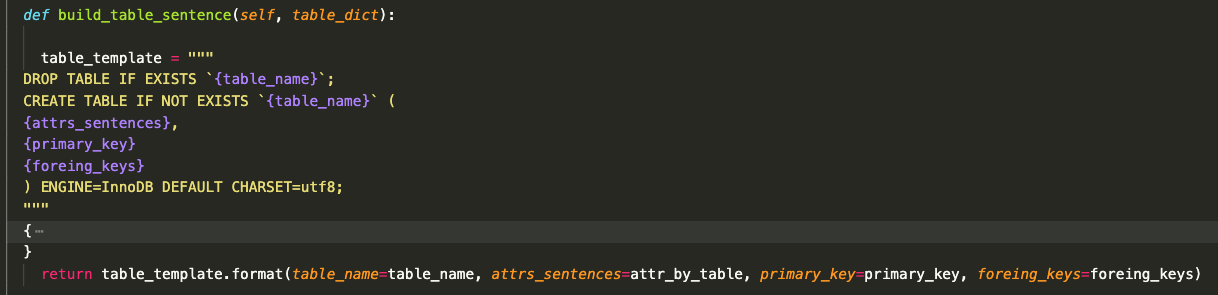 def build_table_sentence(self, table_dict):
table_template = """
DROP TABLE IF EXISTS `{table_name}`;
CREATE TABLE IF NOT EXISTS `{table_name}` (
{attrs_sentences},
{primary_key}
{foreing_keys}
) ENGINE=InnoDB DEFAULT CHARSET=utf8;
"""
{⋯
}
return table_template.format(table_name=table_name, attrs_sentences=attr_by_table, primary_key=primary_key, foreing_keys=foreing_keys)